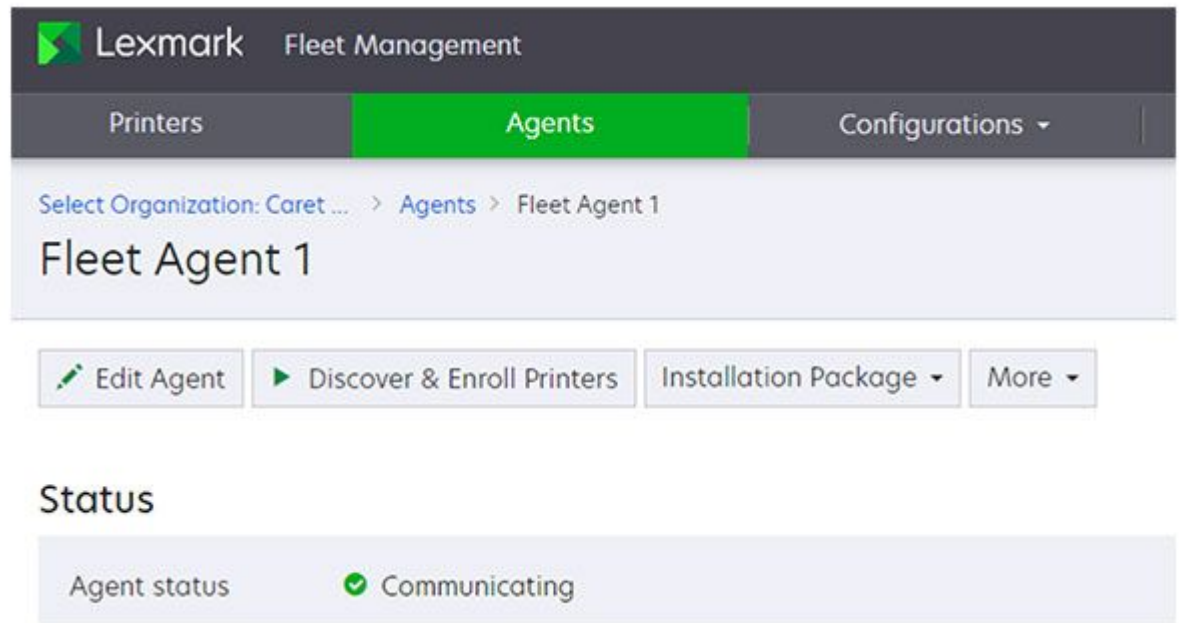 Lexmark Fleet Management
Printers Agents Configurations
Select Organization: Caret ... > Agents > Fleet Agent 1
Fleet Agent 1
Edit Agent Discover & Enroll Printers Installation Package More
Status
Agent status Communicating